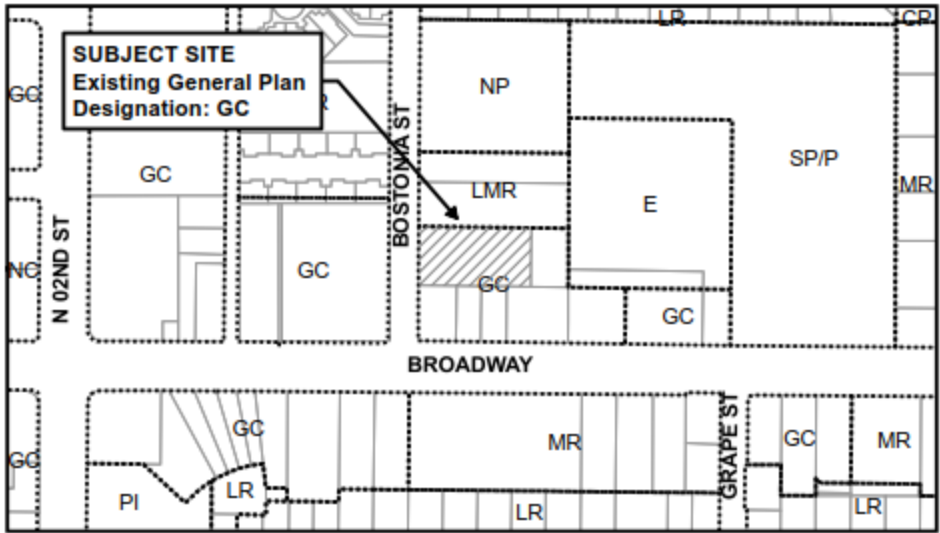 LR
CP
SUBJECT SITE
Existing General Plan
Designation: GC
NP
GC
R
SP/P
GC
BOSTONIA ST
LMR
MR
E
N 02ND ST
NC
GC
GC
GC
BROADWAY
GC
MR
GRAPE ST
GC
MR
GC
PI
LR
LR
LR